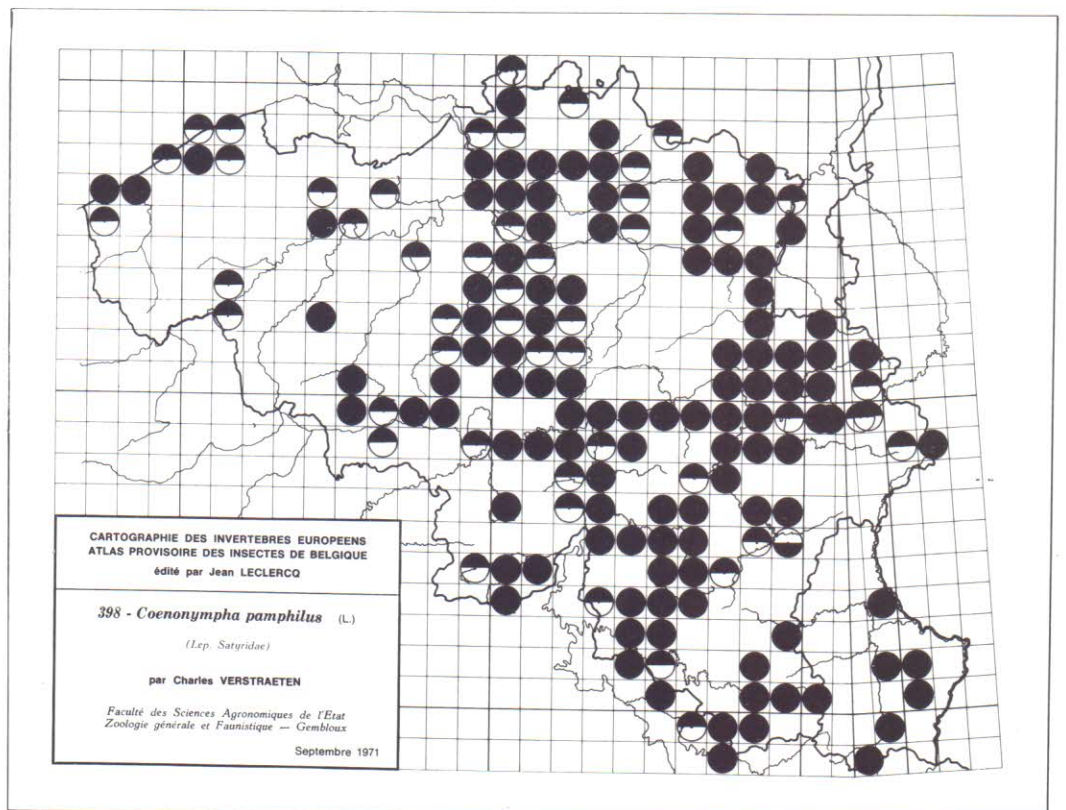 CARTOGRAPHIE DES INVERTEBRES EUROPEENS
ATLAS PROVISOIRE DES INSECTES DE BELGIQUE
édité par Jean LECLERCQ
398 - Coenonympha pamphilus (L.)
(Lep. Satyridae)
par Charles VERSTRAETEN
Faculté des Sciences Agronomiques de l'Etat
Zoologie générale et Faunistique — Gembloux
Septembre 1971